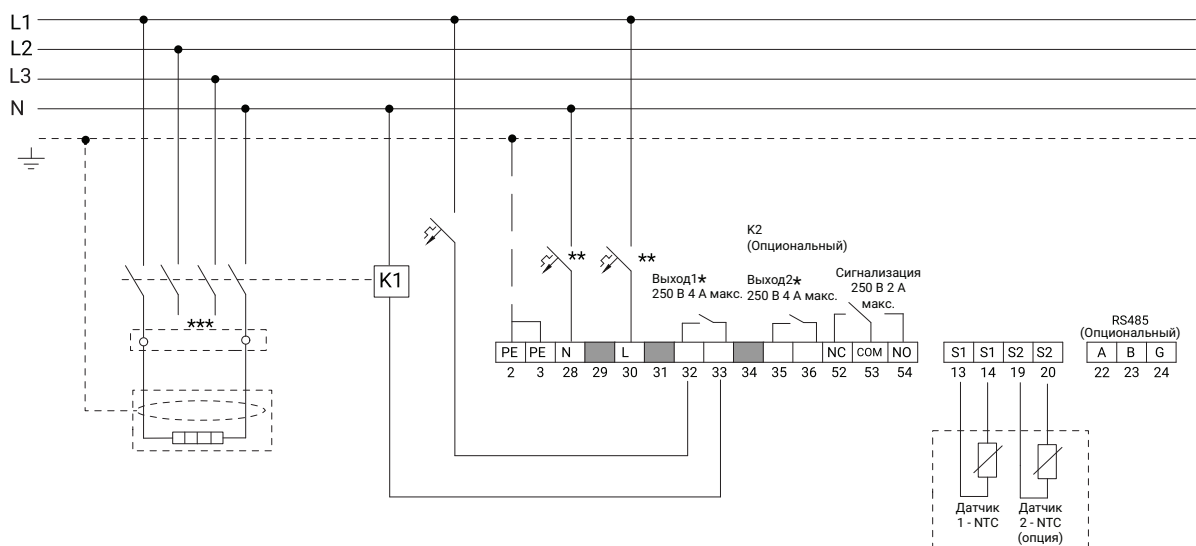 L1
L2
L3
N
K1
***
**
**
K2
(Опциональный)
Выход1*
250 В 4 А макс.
Выход2*
250 В 4 А макс.
Сигнализация
250 В 2 А
макс.
PE PE N L NC COM NO
2 3 28 29 30 31 32 33 34 35 36 52 53 54
S1 S1 S2 S2
13 14 19 20
RS485
(Опциональный)
A B G
22 23 24
Датчик
1 - NTC
Датчик
2 - NTC
(опция)